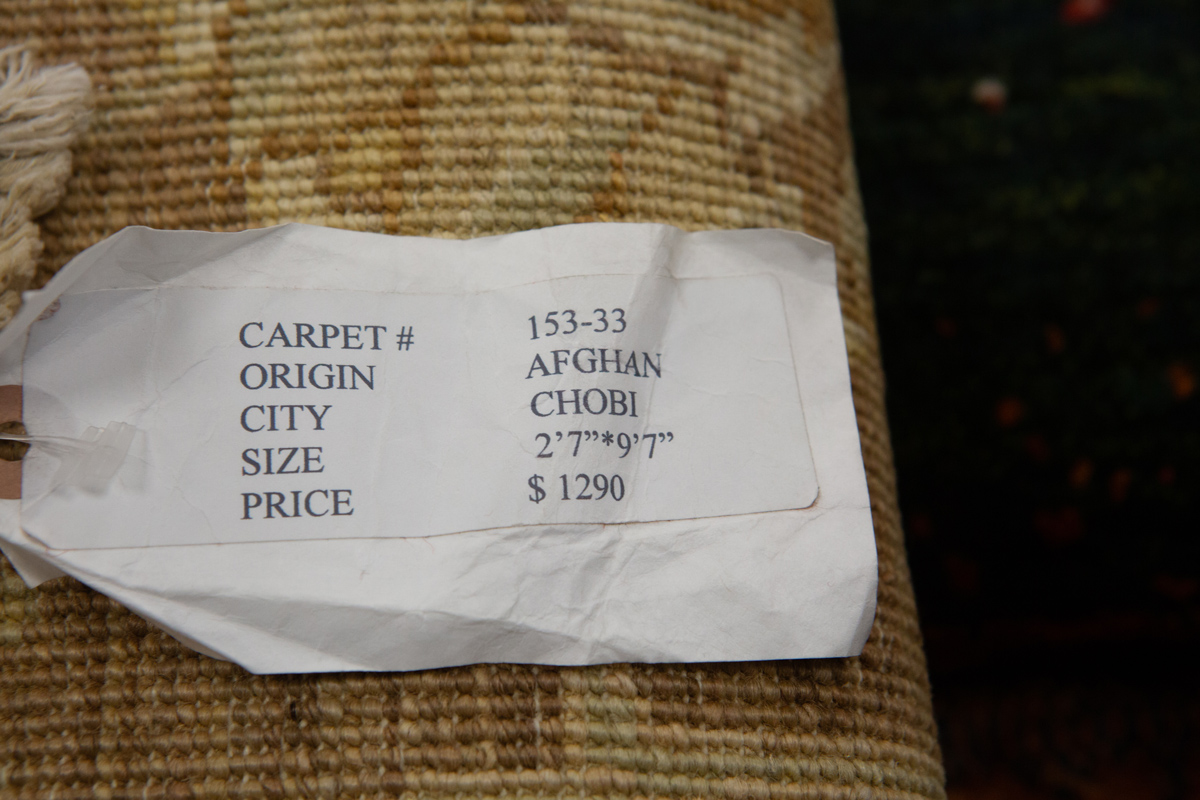 CARPET # 153-33
ORIGIN AFGHAN
CITY CHOBI
SIZE 2’7”*9’7”
PRICE $ 1290